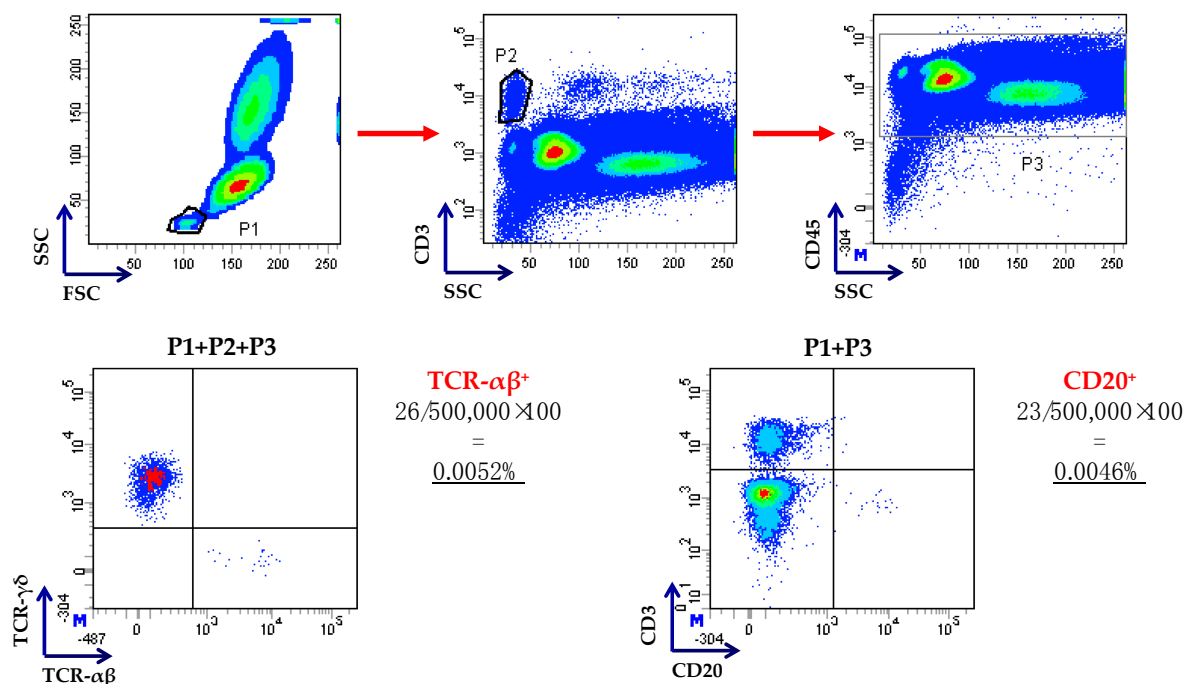 250
200
150
100
50
SSC
P1
50 100 150 200 250
FSC
10^5
10^4
10^3
10^2
CD3
P2
50 100 150 200 250
SSC
10^5
10^4
10^3
0
-304
CD45
P3
M
50 100 150 200 250
SSC
P1+P2+P3
10^5
10^4
10^3
0
-304
TCR-γδ
M
-487
0 10^3 10^4 10^5
TCR-αβ
TCR-αβ⁺
26/500,000×100
=
0.0052%
P1+P3
10^5
10^4
10^3
10^2
0 10^1
CD3
M
-304
0 10^3 10^4 10^5
CD20
CD20⁺
23/500,000×100
=
0.0046%